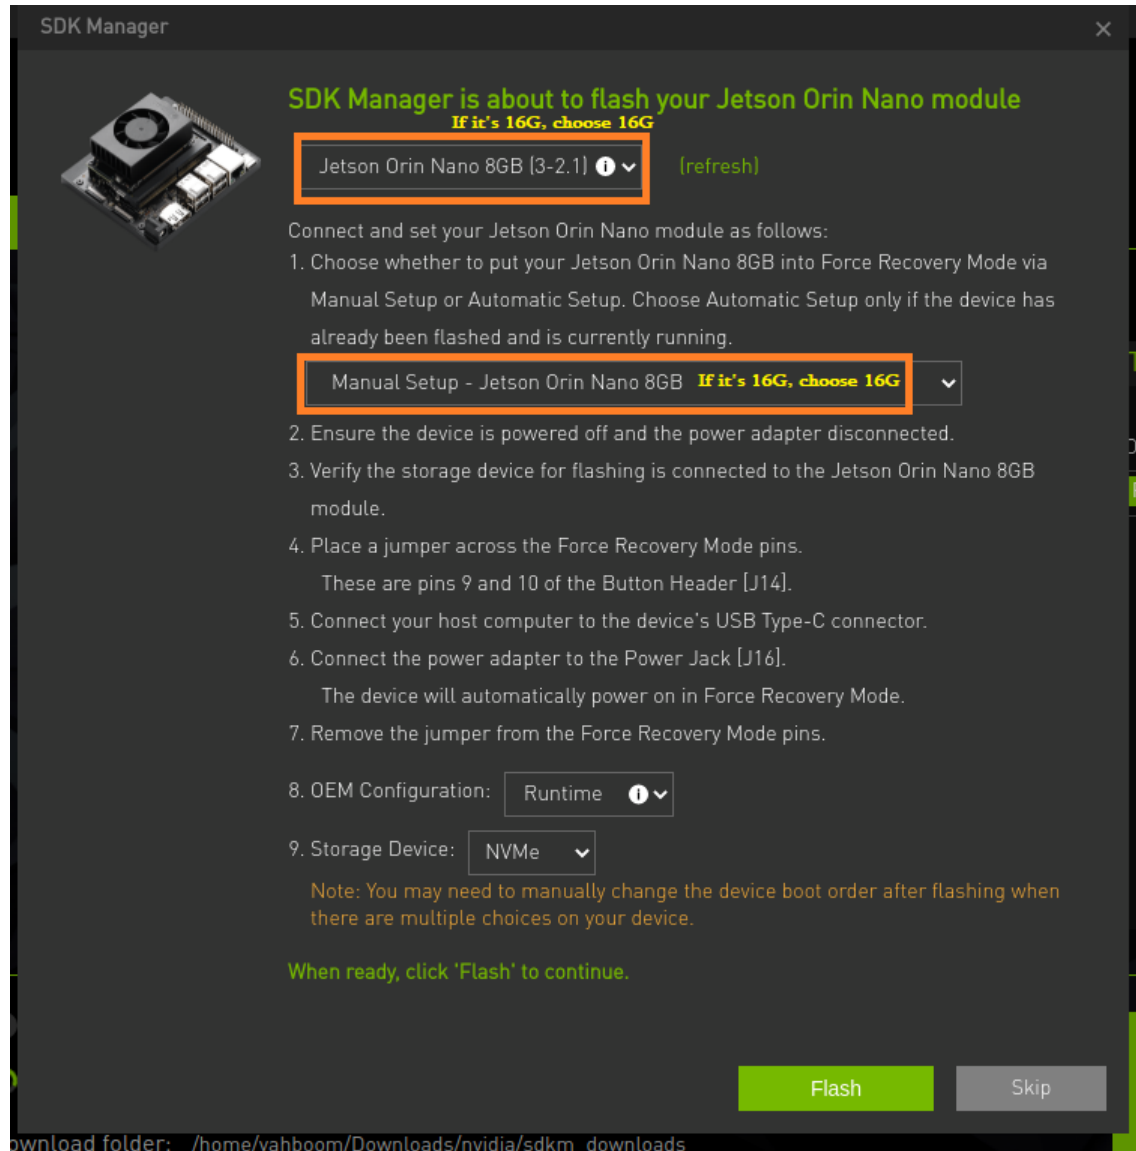 SDK Manager
SDK Manager is about to flash your Jetson Orin Nano module
If it's 16G, choose 16G
Jetson Orin Nano 8GB (3-2.1)
(refresh)
Connect and set your Jetson Orin Nano module as follows:
1. Choose whether to put your Jetson Orin Nano 8GB into Force Recovery Mode via
Manual Setup or Automatic Setup. Choose Automatic Setup only if the device has
already been flashed and is currently running.
Manual Setup - Jetson Orin Nano 8GB If it's 16G, choose 16G
2. Ensure the device is powered off and the power adapter disconnected.
3. Verify the storage device for flashing is connected to the Jetson Orin Nano 8GB
module.
4. Place a jumper across the Force Recovery Mode pins.
These are pins 9 and 10 of the Button Header [J14].
5. Connect your host computer to the device's USB Type-C connector.
6. Connect the power adapter to the Power Jack [J16].
The device will automatically power on in Force Recovery Mode.
7. Remove the jumper from the Force Recovery Mode pins.
8. OEM Configuration: Runtime
9. Storage Device: NVMe
Note: You may need to manually change the device boot order after flashing when
there are multiple choices on your device.
When ready, click 'Flash' to continue.
Flash
Skip
ownload folder: /home/yahboom/Downloads/nvidia/sdkm_downloads